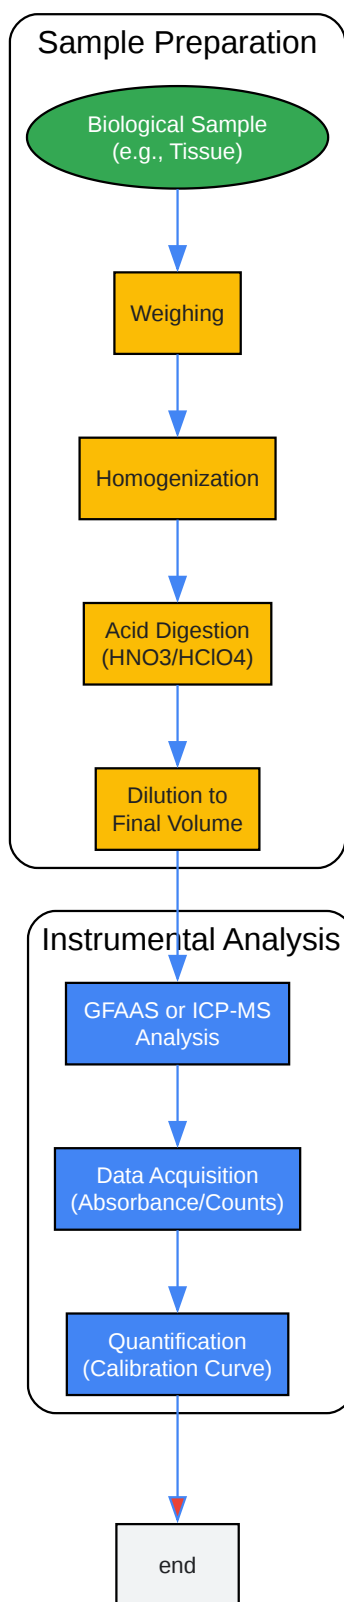 Sample Preparation
Biological Sample
(e.g., Tissue)
Weighing
Homogenization
Acid Digestion
(HNO3/HClO4)
Dilution to
Final Volume
Instrumental Analysis
GFAAS or ICP-MS
Analysis
Data Acquisition
(Absorbance/Counts)
Quantification
(Calibration Curve)
end